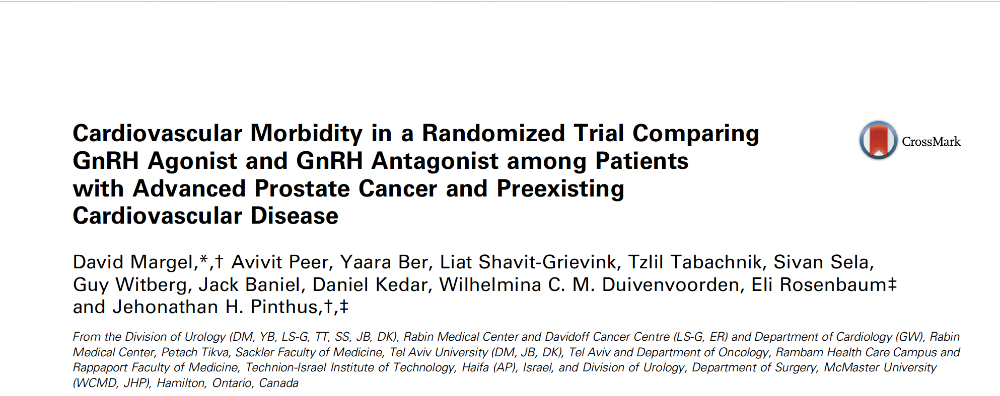 Cardiovascular Morbidity in a Randomized Trial Comparing
GnRH Agonist and GnRH Antagonist among Patients
with Advanced Prostate Cancer and Preexisting
Cardiovascular Disease
CrossMark
David Margel,*,† Avivit Peer, Yaara Ber, Liat Shavit-Grievink, Tzlil Tabachnik, Sivan Sela,
Guy Witberg, Jack Baniel, Daniel Kedar, Wilhelmina C. M. Duivenvoorden, Eli Rosenbaum‡
and Jehonathan H. Pinthus,†,‡
From the Division of Urology (DM, YB, LS-G, TT, SS, JB, DK), Rabin Medical Center and Davidoff Cancer Centre (LS-G, ER) and Department of Cardiology (GW), Rabin
Medical Center, Petach Tikva, Sackler Faculty of Medicine, Tel Aviv University (DM, JB, DK), Tel Aviv and Department of Oncology, Rambam Health Care Campus and
Rappaport Faculty of Medicine, Technion-Israel Institute of Technology, Haifa (AP), Israel, and Division of Urology, Department of Surgery, McMaster University
(WCMD, JHP), Hamilton, Ontario, Canada